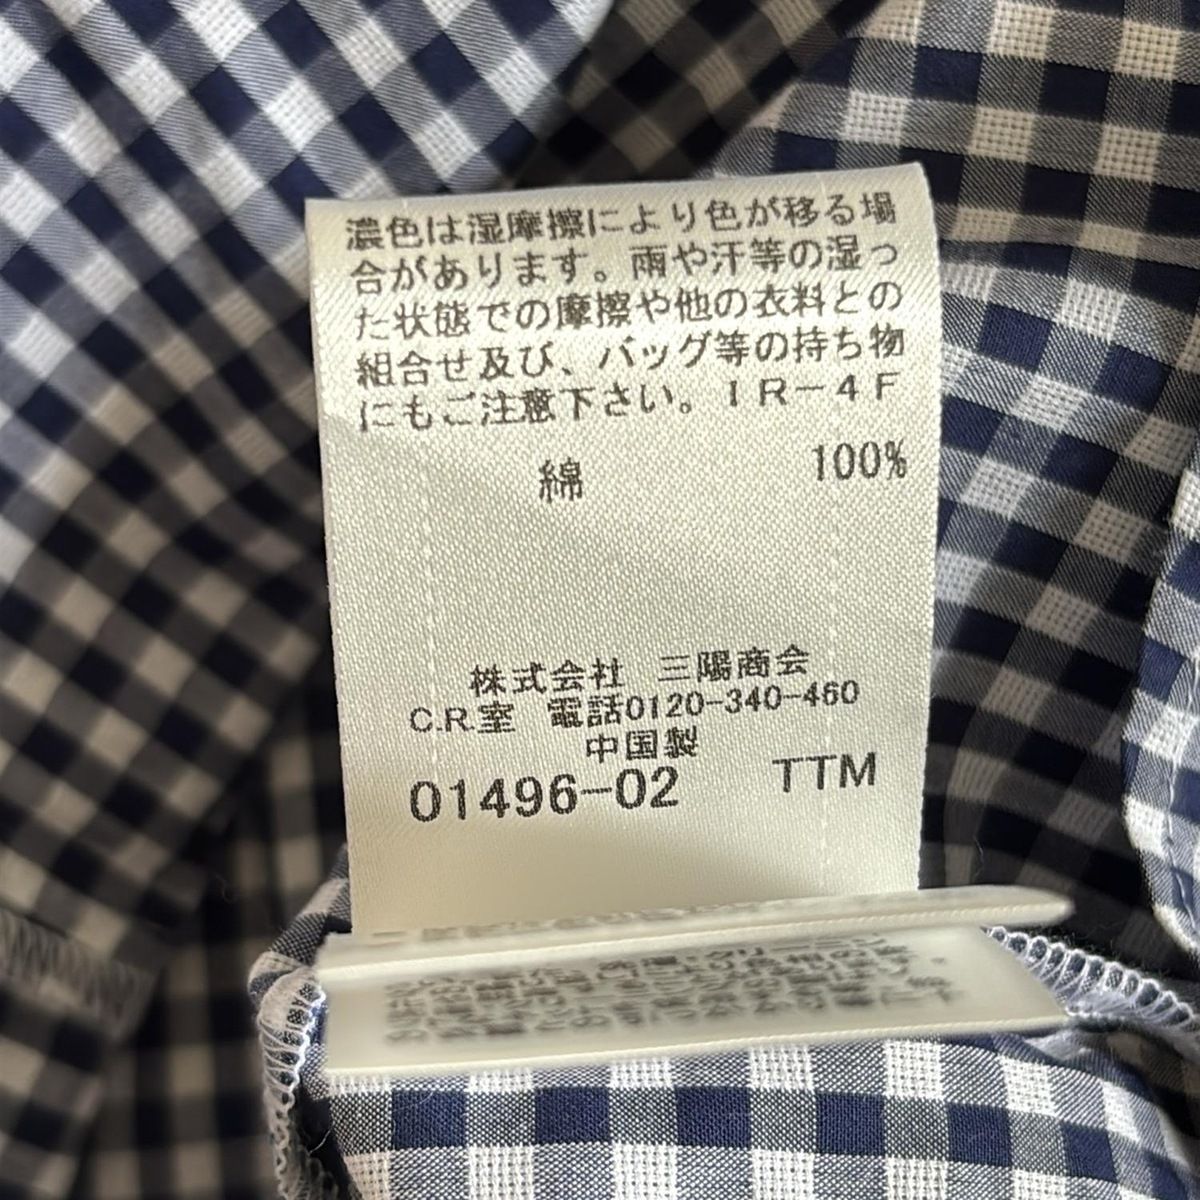 濃色は湿摩擦により色が移る場
合があります。雨や汗等の湿っ
た状態での摩擦や他の衣料との
組合せ及び、バッグ等の持ち物
にもご注意下さい。IR-4F
綿 100%
株式会社 三陽商会
C.R.室 電話0120-340-460
中国製
01496-02 TTM